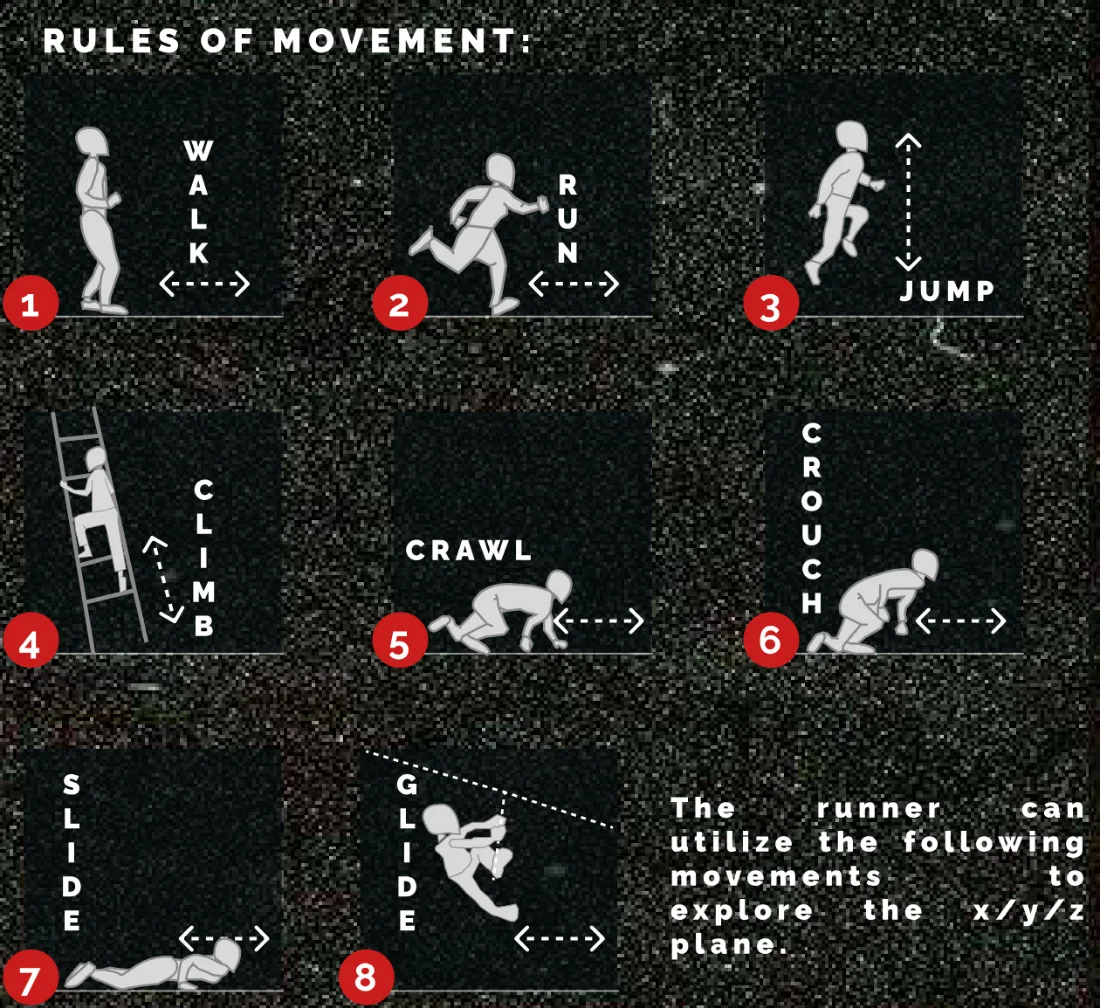 RULES OF MOVEMENT:
WALK
1
RUN
2
JUMP
3
CLIMB
4
CRAWL
5
CROUCH
6
SLIDE
7
GLIDE
8
The runner can
utilize the following
movements to
explore the x/y/z
plane.